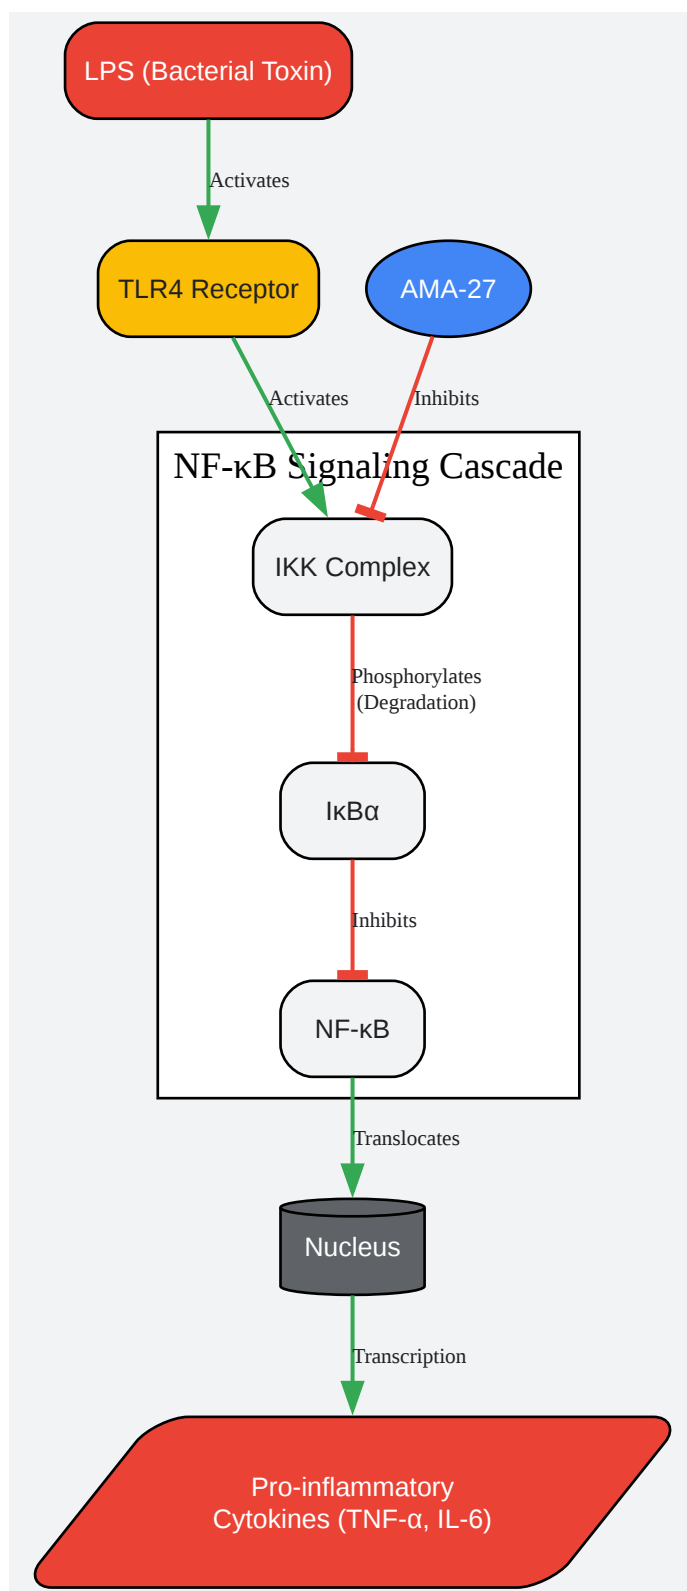 LPS (Bacterial Toxin)
Activates
TLR4 Receptor
AMA-27
Activates
Inhibits
NF-κB Signaling Cascade
IKK Complex
Phosphorylates
(Degradation)
IκBα
Inhibits
NF-κB
Translocates
Nucleus
Transcription
Pro-inflammatory
Cytokines (TNF-α, IL-6)